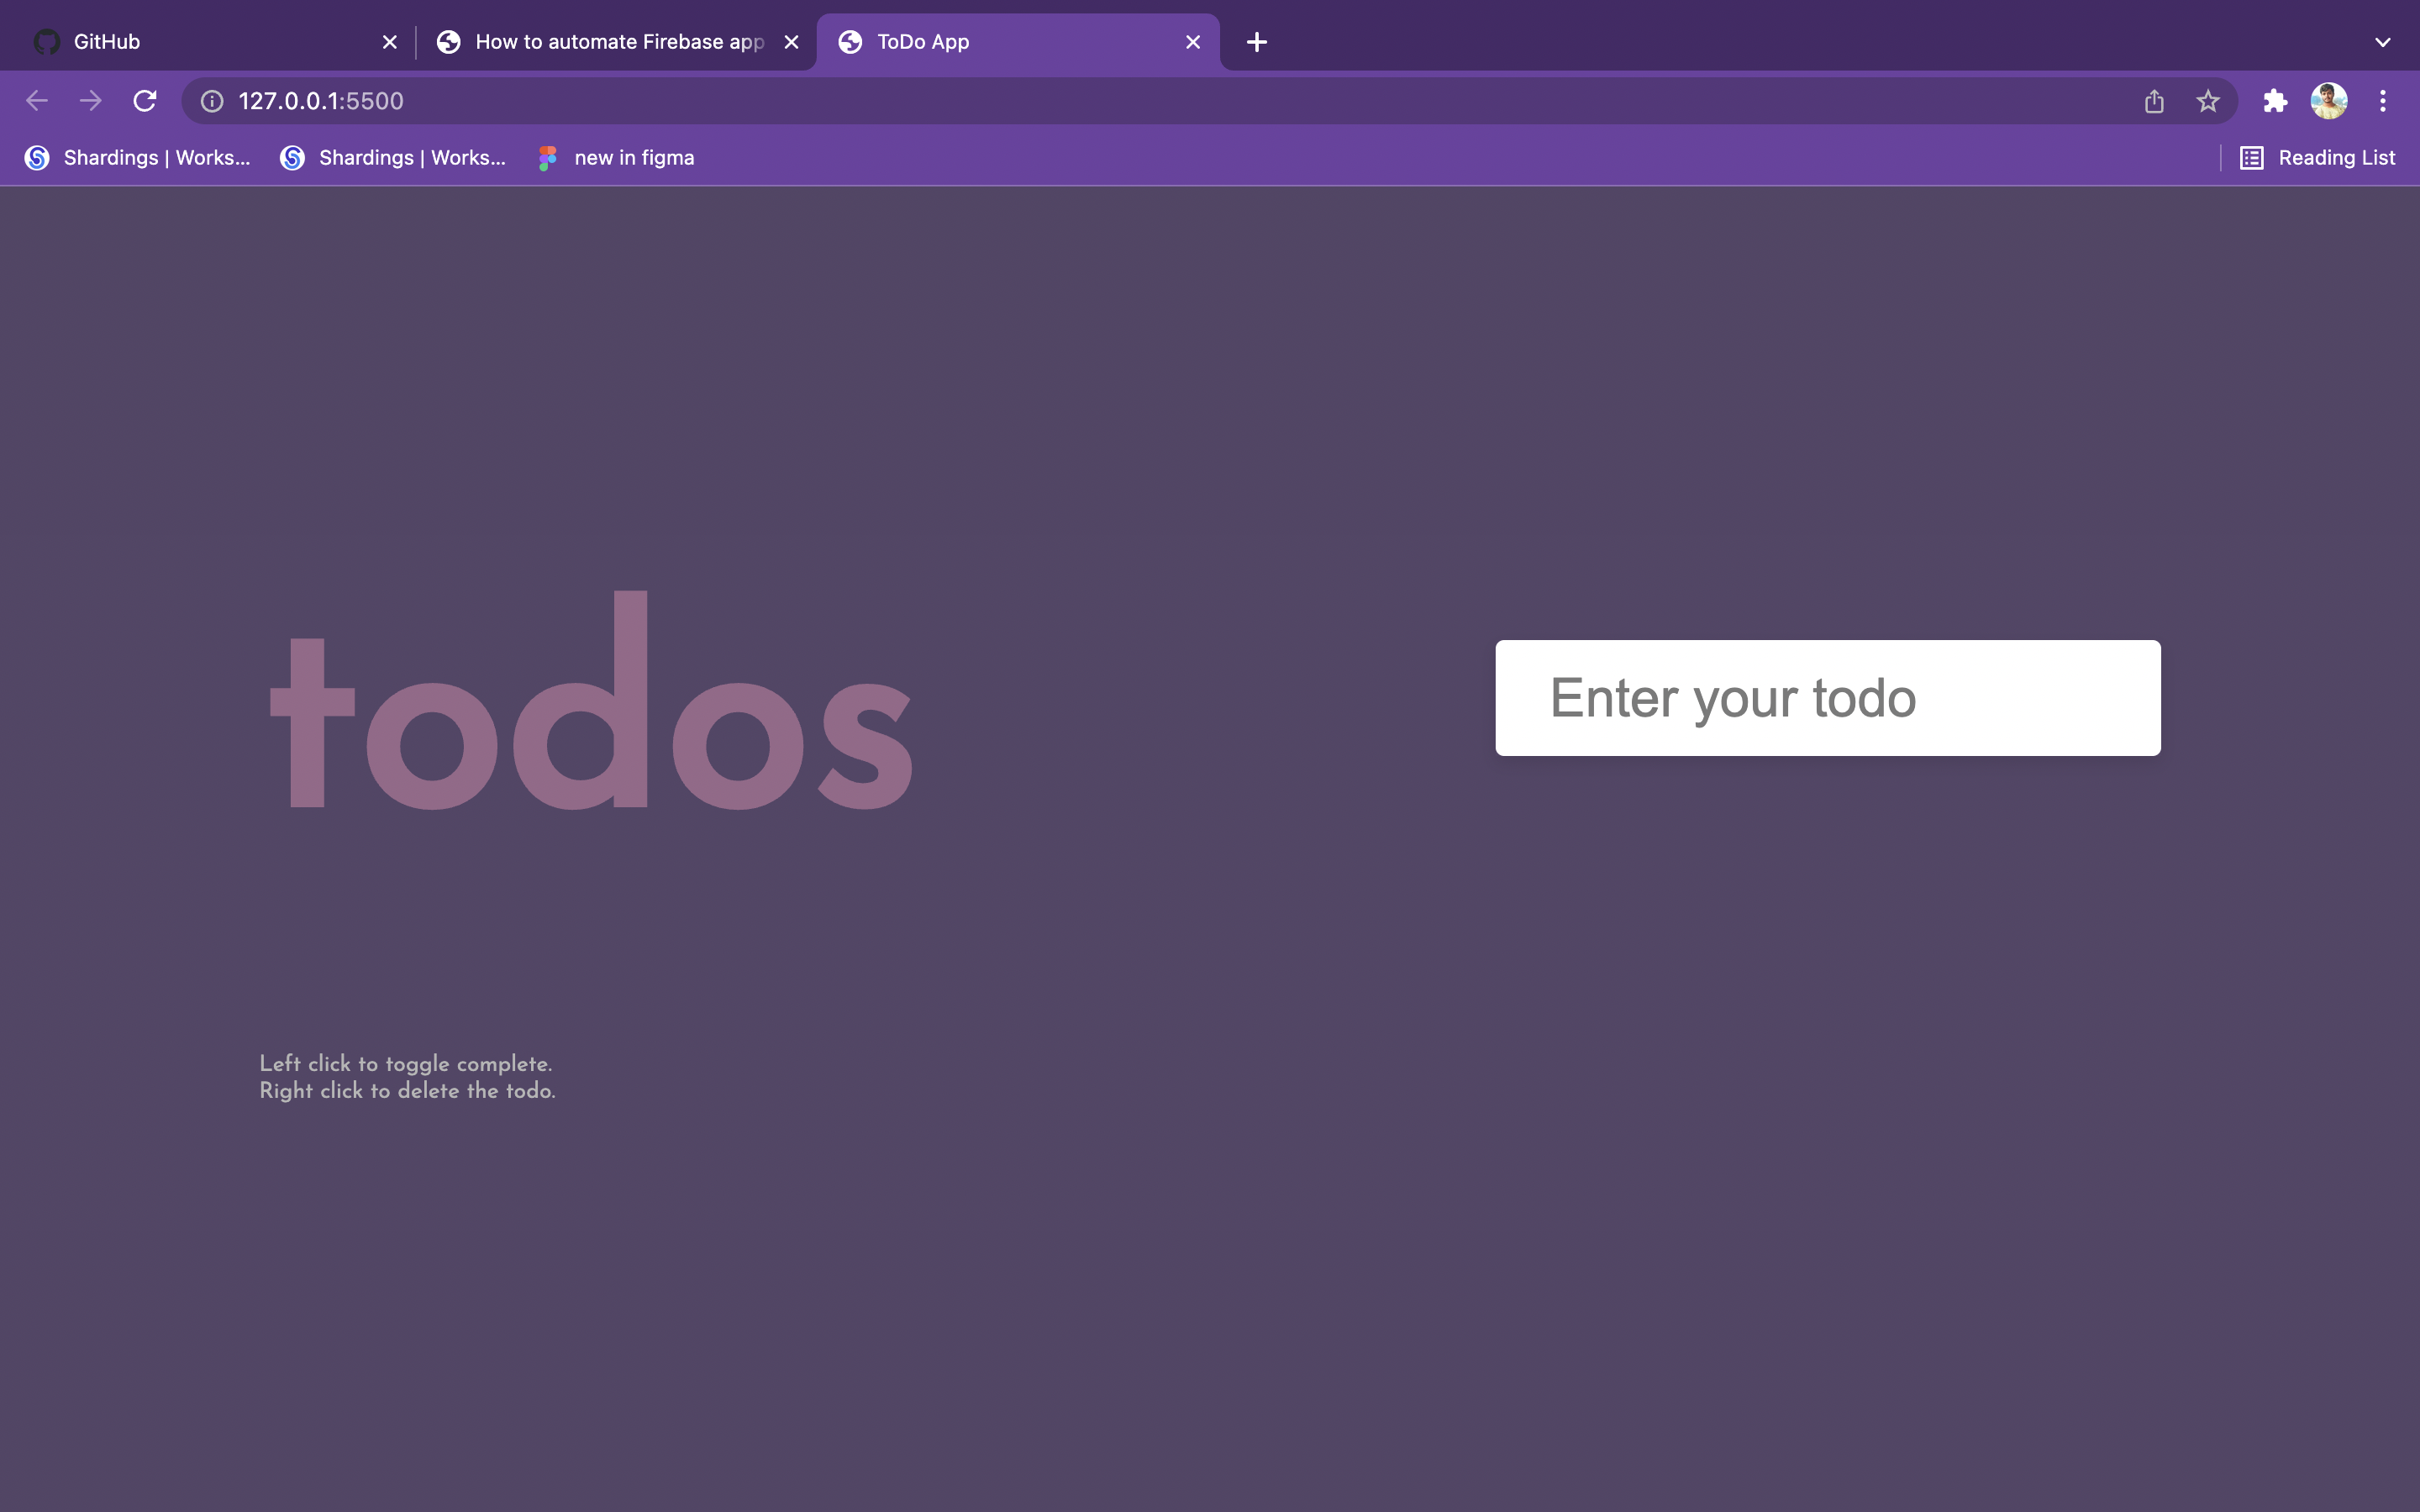 GitHub
How to automate Firebase app
ToDo App
127.0.0.1:5500
Shardings | Works...
Shardings | Works...
new in figma
Reading List
todos
Enter your todo
Left click to toggle complete.
Right click to delete the todo.